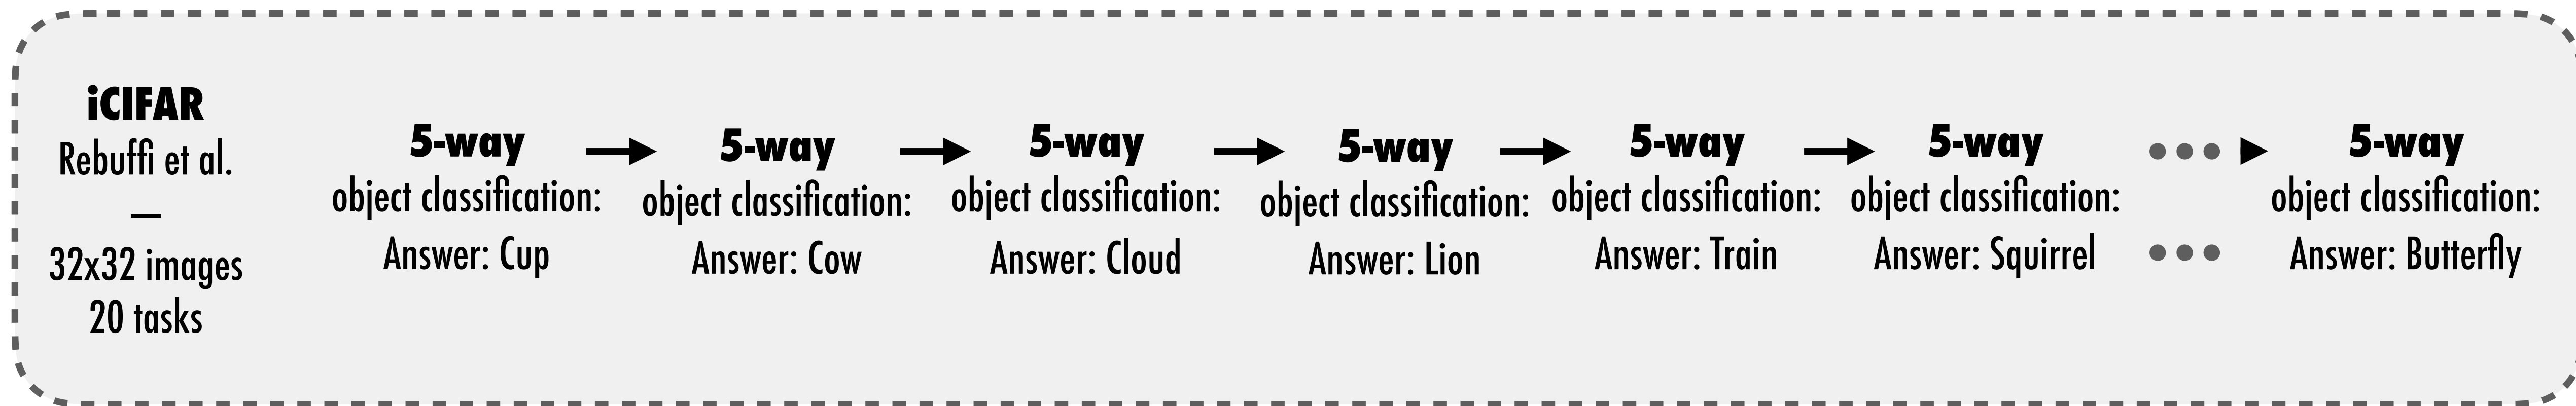 iCIFAR
Rebuffi et al.
—
32x32 images
20 tasks
5-way
object classification:
Answer: Cup
5-way
object classification:
Answer: Cow
5-way
object classification:
Answer: Cloud
5-way
object classification:
Answer: Lion
5-way
object classification:
Answer: Train
5-way
object classification:
Answer: Squirrel
5-way
object classification:
Answer: Butterfly